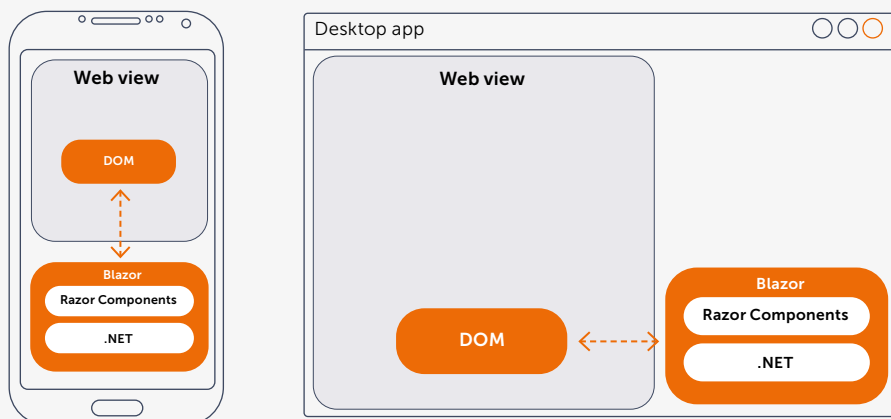 Web view
DOM
Blazor
Razor Components
.NET
Desktop app
Web view
DOM
Blazor
Razor Components
.NET